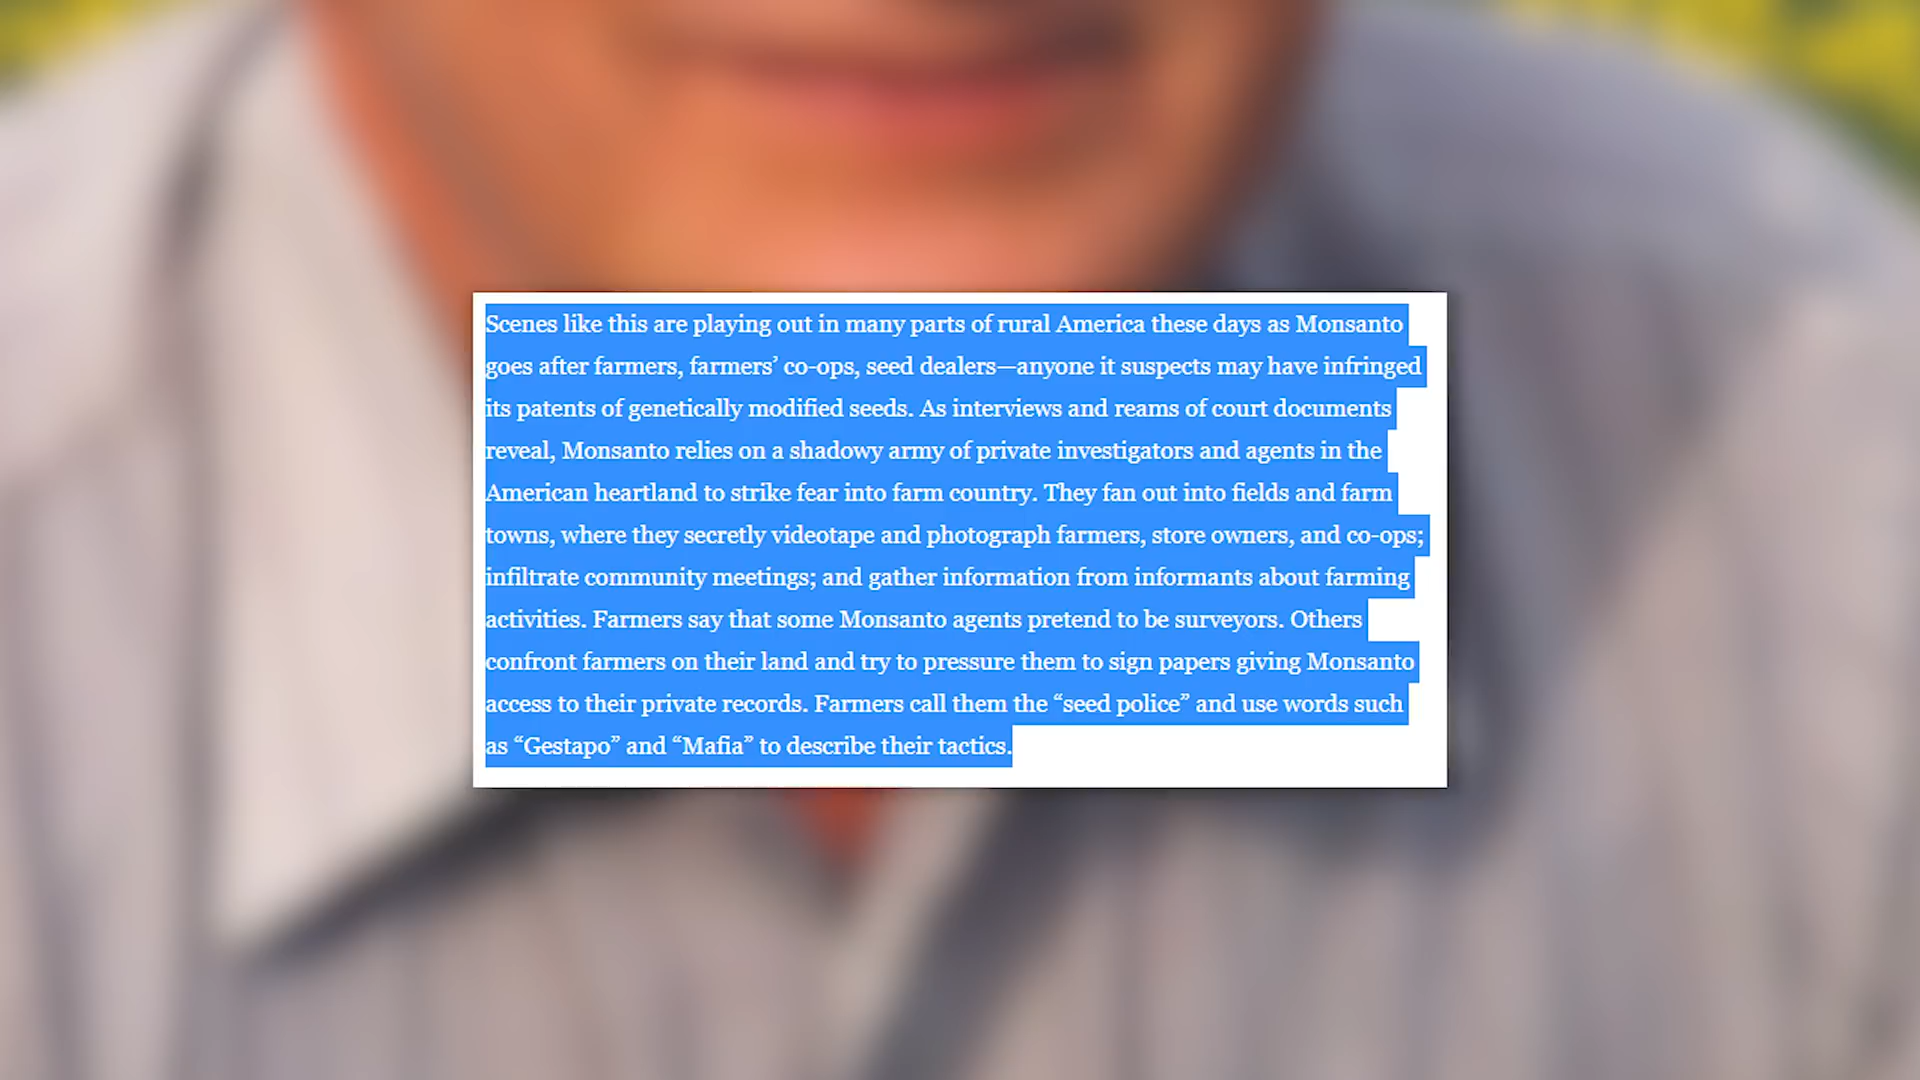 Scenes like this are playing out in many parts of rural America these days as Monsanto
goes after farmers, farmers’ co-ops, seed dealers—anyone it suspects may have infringed
its patents of genetically modified seeds. As interviews and reams of court documents
reveal, Monsanto relies on a shadowy army of private investigators and agents in the
American heartland to strike fear into farm country. They fan out into fields and farm
towns, where they secretly videotape and photograph farmers, store owners, and co-ops;
infiltrate community meetings; and gather information from informants about farming
activities. Farmers say that some Monsanto agents pretend to be surveyors. Others
confront farmers on their land and try to pressure them to sign papers giving Monsanto
access to their private records. Farmers call them the “seed police” and use words such
as “Gestapo” and “Mafia” to describe their tactics.